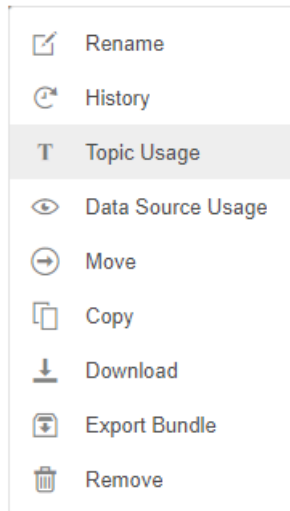 Rename
History
T Topic Usage
Data Source Usage
Move
Copy
Download
Export Bundle
Remove